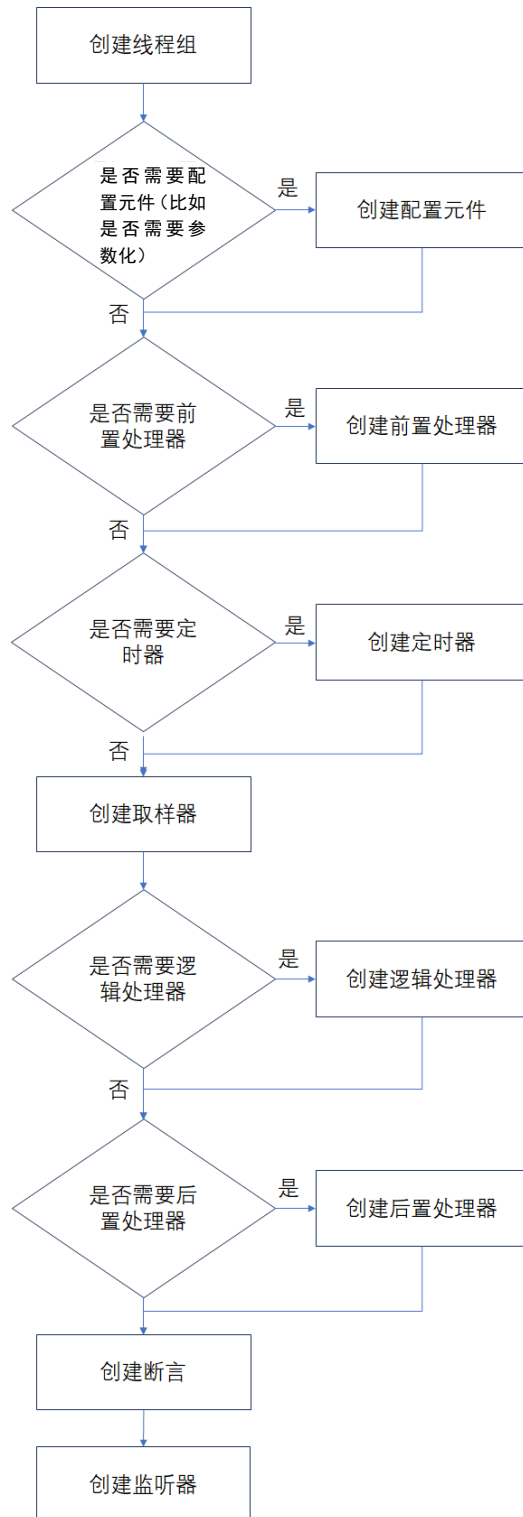 创建线程组
是否需要配
置元件（比如
是否需要参
数化）
是
创建配置元件
否
是否需要前
置处理器
是
创建前置处理器
否
是否需要定
时器
是
创建定时器
否
创建取样器
是否需要逻
辑处理器
是
创建逻辑处理器
否
是否需要后
置处理器
是
创建后置处理器
创建断言
创建监听器